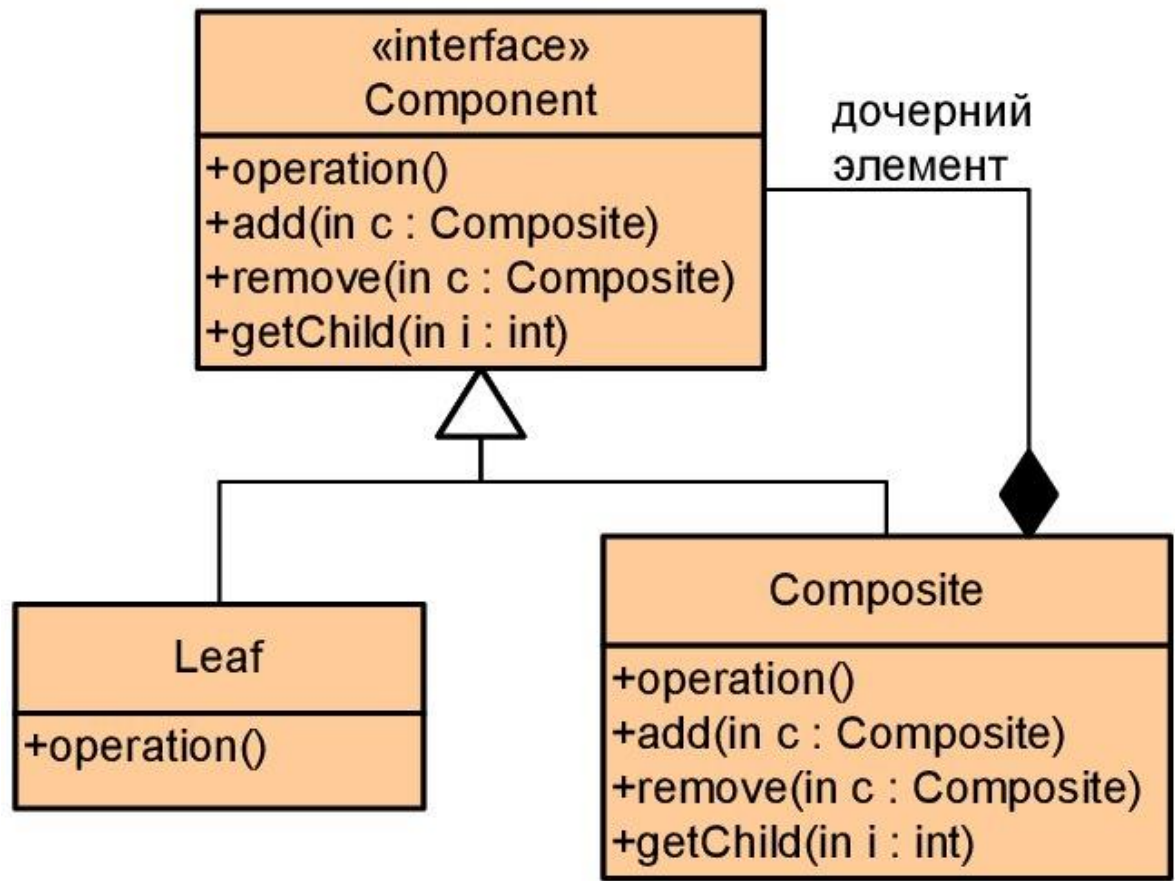 «interface»
Component
+operation()
+add(in c : Composite)
+remove(in c : Composite)
+getChild(in i : int)
дочерний
элемент
Leaf
+operation()
Composite
+operation()
+add(in c : Composite)
+remove(in c : Composite)
+getChild(in i : int)